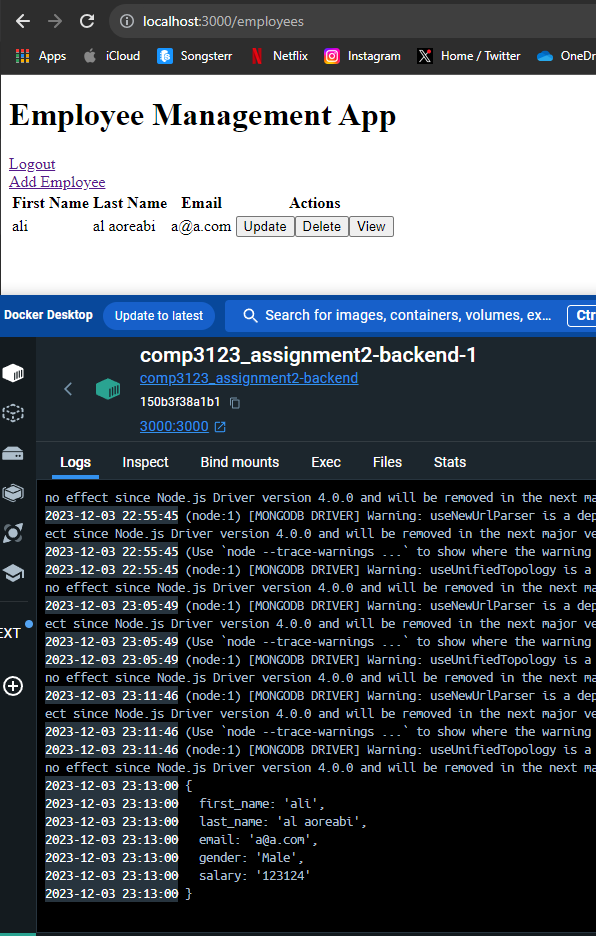 localhost:3000/employees
Apps iCloud Songsterr Netflix Instagram Home / Twitter OneDr
Employee Management App
Logout
Add Employee
First Name Last Name Email Actions
ali al aoreabi a@a.com Update Delete View
Docker Desktop Update to latest Search for images, containers, volumes, ex... Ctr
comp3123_assignment2-backend-1
comp3123_assignment2-backend
150b3f38a1b1
3000:3000
Logs Inspect Bind mounts Exec Files Stats
no effect since Node.js Driver version 4.0.0 and will be removed in the next ma
2023-12-03 22:55:45 (node:1) [MONGODB DRIVER] Warning: useNewUrlParser is a dep
ect since Node.js Driver version 4.0.0 and will be removed in the next major ve
2023-12-03 22:55:45 (Use `node --trace-warnings ...` to show where the warning
2023-12-03 22:55:45 (node:1) [MONGODB DRIVER] Warning: useUnifiedTopology is a
no effect since Node.js Driver version 4.0.0 and will be removed in the next ma
2023-12-03 23:05:49 (node:1) [MONGODB DRIVER] Warning: useNewUrlParser is a dep
ect since Node.js Driver version 4.0.0 and will be removed in the next major ve
2023-12-03 23:05:49 (Use `node --trace-warnings ...` to show where the warning
2023-12-03 23:05:49 (node:1) [MONGODB DRIVER] Warning: useUnifiedTopology is a
EXT
no effect since Node.js Driver version 4.0.0 and will be removed in the next ma
2023-12-03 23:11:46 (node:1) [MONGODB DRIVER] Warning: useNewUrlParser is a dep
ect since Node.js Driver version 4.0.0 and will be removed in the next major ve
2023-12-03 23:11:46 (Use `node --trace-warnings ...` to show where the warning
2023-12-03 23:11:46 (node:1) [MONGODB DRIVER] Warning: useUnifiedTopology is a
no effect since Node.js Driver version 4.0.0 and will be removed in the next ma
2023-12-03 23:13:00 {
2023-12-03 23:13:00 first_name: 'ali',
2023-12-03 23:13:00 last_name: 'al aoreabi',
2023-12-03 23:13:00 email: 'a@a.com',
2023-12-03 23:13:00 gender: 'Male',
2023-12-03 23:13:00 salary: '123124'
2023-12-03 23:13:00 }